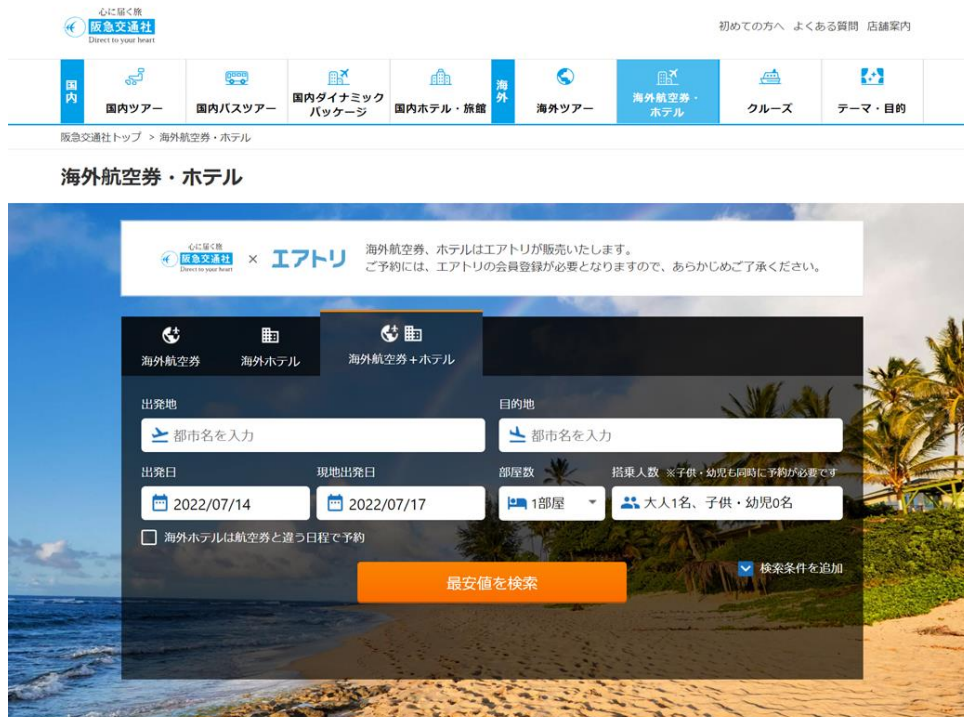 心に届く旅
阪急交通社
Direct to your heart
初めての方へ よくある質問 店舗案内
国内
国内ツアー
国内バスツアー
国内ダイナミック
パッケージ
国内ホテル・旅館
海外
海外ツアー
海外航空券・
ホテル
クルーズ
テーマ・目的
阪急交通社トップ > 海外航空券・ホテル
海外航空券・ホテル
心に届く旅
阪急交通社
Direct to your heart
× エアトリ
海外航空券、ホテルはエアトリが販売いたします。
ご予約には、エアトリの会員登録が必要となりますので、あらかじめご了承ください。
海外航空券
海外ホテル
海外航空券+ホテル
出発地
目的地
都市名を入力
都市名を入力
出発日
現地出発日
部屋数
搭乗人数 ※子供・幼児も同時に予約が必要です
2022/07/14
2022/07/17
1部屋
大人1名、子供・幼児0名
海外ホテルは航空券と違う日程で予約
検索条件を追加
最安値を検索